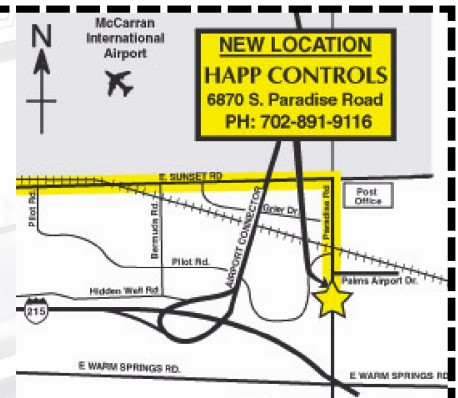 N
McCarran
International
Airport
NEW LOCATION
HAPP CONTROLS
6870 S. Paradise Road
PH: 702-891-9116
E. SUNSET RD
Post
Office
Pilot Rd.
Bermuda Rd.
AIRPORT CONNECTOR
Grier Dr.
Paradise Rd
Pilot Rd.
Palms Airport Dr.
Hidden Well Rd
215
E WARM SPRINGS RD.
E WARM SPRINGS RD